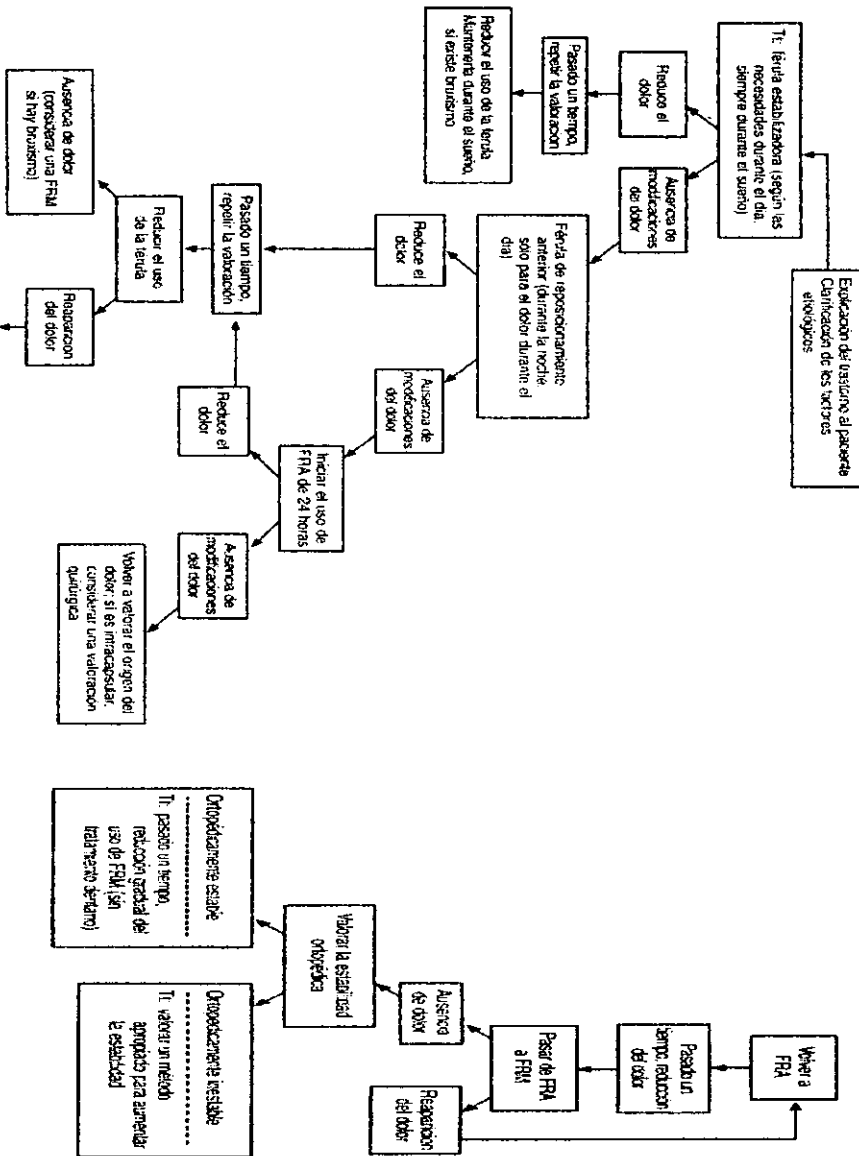 Explicación del trastorno al paciente
Clarificación de los factores
etiológicos
Tt: férula estabilizadora (según las
necesidades durante el día,
siempre durante el sueño)
Reduce el
dolor
Ausencia de
modificaciones
del dolor
Pasado un tiempo,
repetir la valoración
Reducir el uso de la férula
Mantenerla durante el sueño,
si existe bruxismo
Férula de reposicionamiento
anterior (durante la noche,
sólo para el dolor durante el
día)
Reduce el
dolor
Ausencia de
modificaciones
del dolor
Iniciar el uso de
FRA de 24 horas
Reduce el
dolor
Ausencia de
modificaciones
del dolor
Volver a valorar el origen del
dolor; si es intracapsular,
considerar una valoración
quirúrgica
Pasado un tiempo,
repetir la valoración
Reducir el uso
de la férula
Ausencia de dolor
(considerar una FRM
si hay bruxismo)
Reaparicion
del dolor
Volver a
FRA
Pasado un
tiempo, reducción
del dolor
Pasar de FRA
a FRM
Ausencia
de dolor
Reaparicion
del dolor
Valorar la estabilidad
ortopédica
Ortopédicamente estable
Tt: pasado un tiempo,
reducción gradual del
uso de FRM (sin
tratamiento dentario)
Ortopédicamente inestable
Tt: valorar un método
apropiado para aumentar
la estabilidad